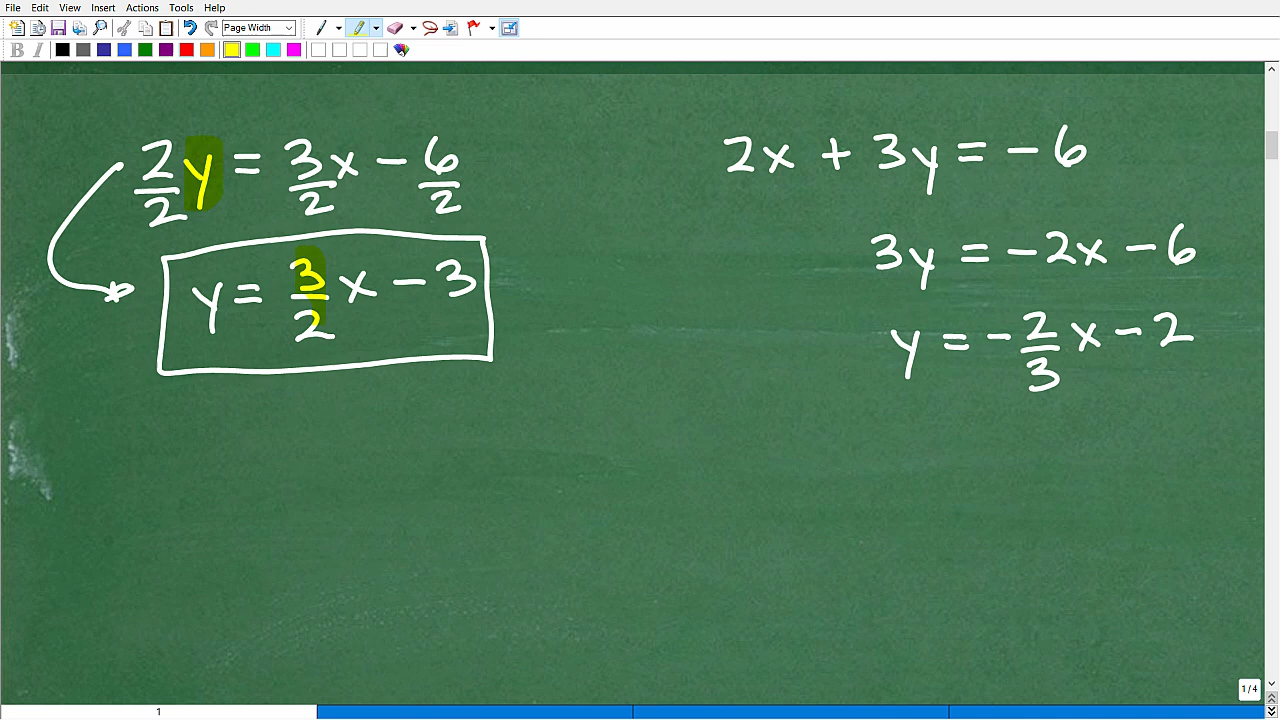 File Edit View Insert Actions Tools Help
Page Width
B I
2/2 y = 3/2 x - 6/2
y = 3/2 x - 3
2x + 3y = -6
3y = -2x - 6
y = -2/3 x - 2
1/4
1